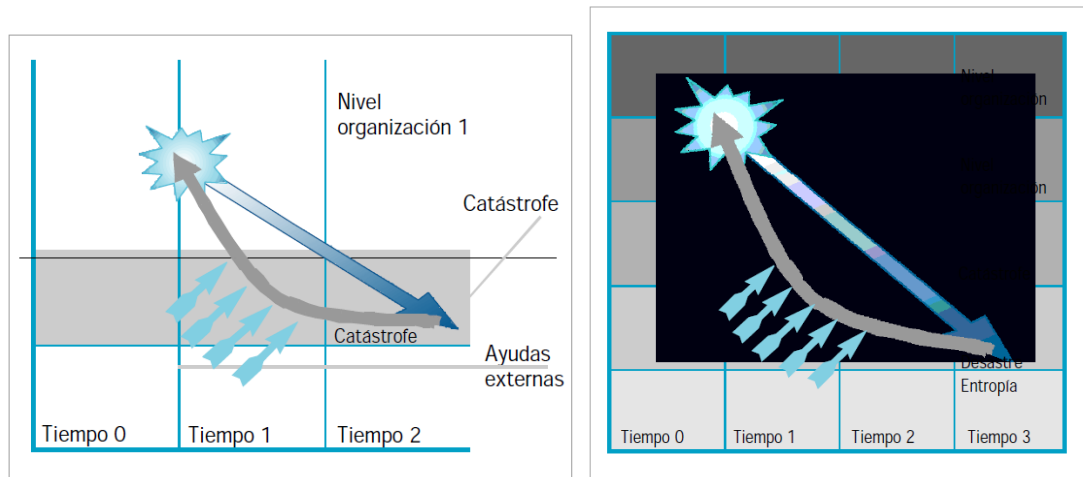 Nivel
organización 1
Catástrofe
Catástrofe
Ayudas
externas
Tiempo 0
Tiempo 1
Tiempo 2
Desastre
Entropía
Tiempo 0
Tiempo 1
Tiempo 2
Tiempo 3